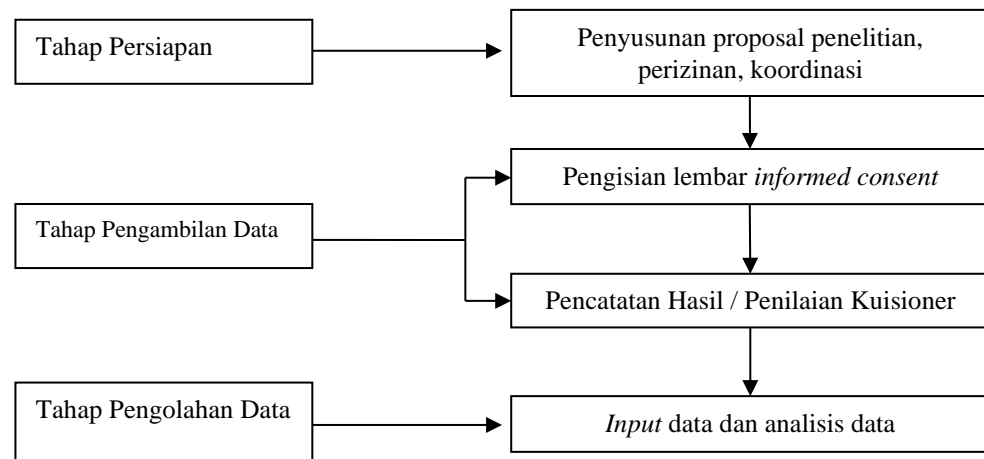 Tahap Persiapan
Penyusunan proposal penelitian,
perizinan, koordinasi
Pengisian lembar informed consent
Tahap Pengambilan Data
Pencatatan Hasil / Penilaian Kuisioner
Tahap Pengolahan Data
Input data dan analisis data